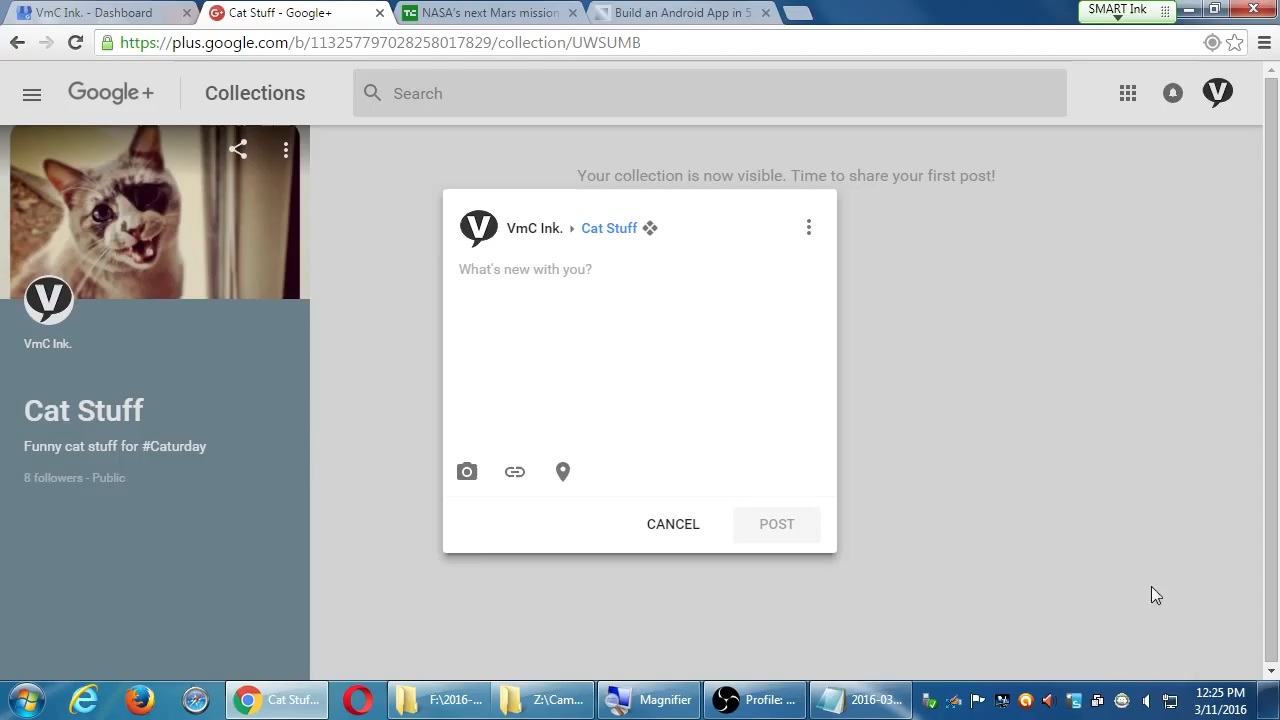 VmC Ink. - Dashboard
Cat Stuff - Google+
NASA's next Mars mission
Build an Android App in 5
SMART Ink
https://plus.google.com/b/113257797028258017829/collection/UWSUMB
Google+
Collections
Search
V
Your collection is now visible. Time to share your first post!
V
VmC Ink.
Cat Stuff
What's new with you?
V
VmC Ink.
Cat Stuff
Funny cat stuff for #Caturday
8 followers - Public
CANCEL
POST
Cat Stuf...
F:\2016-...
Z:\Cam...
Magnifier
Profile: ...
2016-03...
12:25 PM
3/11/2016